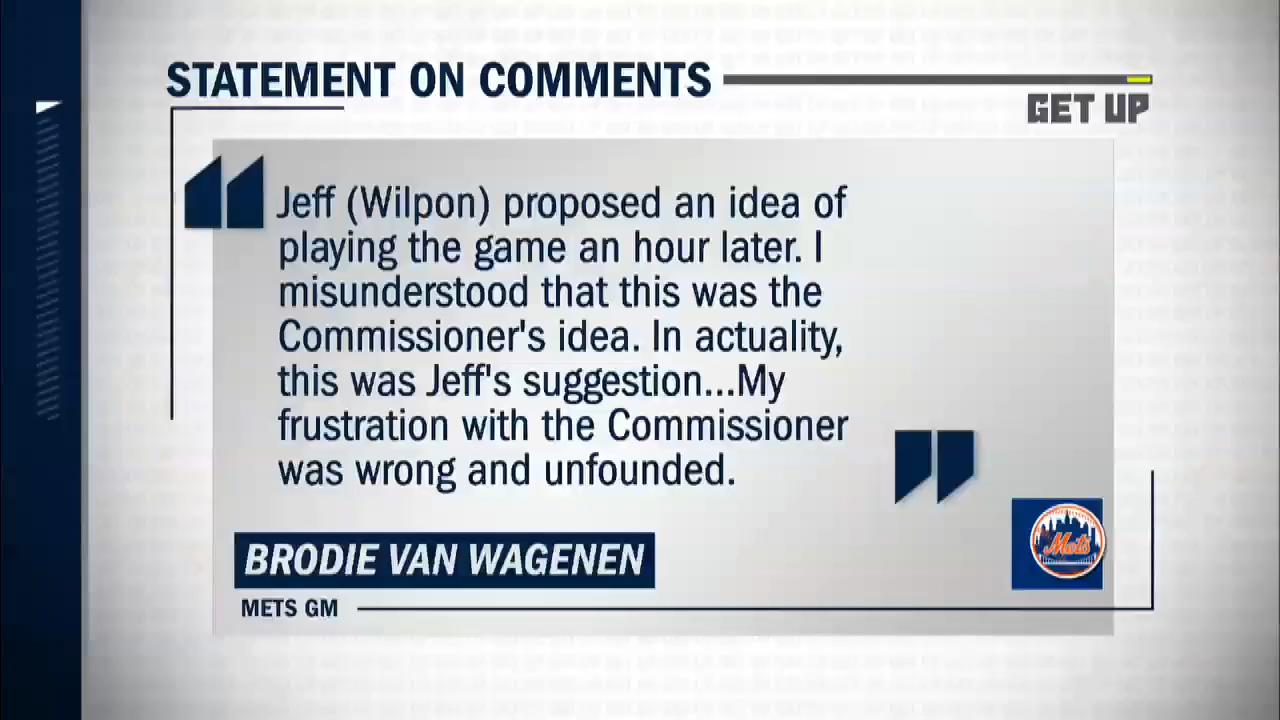 STATEMENT ON COMMENTS
GET UP
Jeff (Wilpon) proposed an idea of
playing the game an hour later. I
misunderstood that this was the
Commissioner's idea. In actuality,
this was Jeff's suggestion...My
frustration with the Commissioner
was wrong and unfounded.
BRODIE VAN WAGENEN
METS GM
Mets